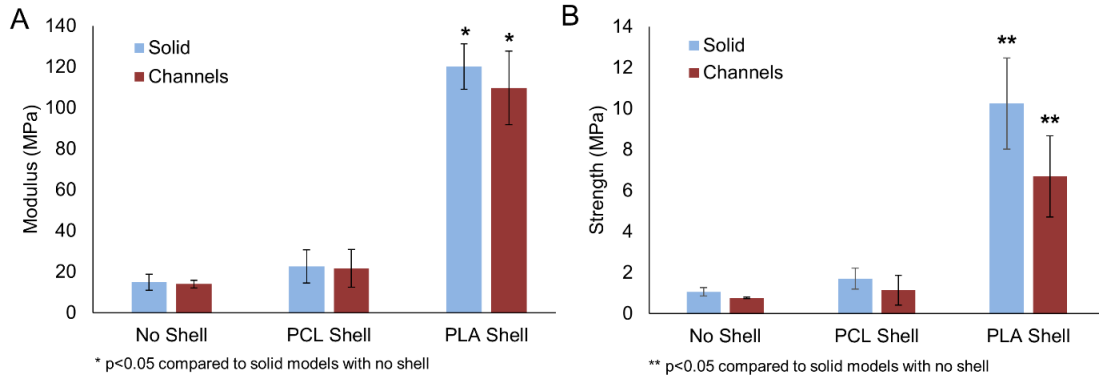 A
Modulus (MPa)
140
120
100
80
60
40
20
0
Solid
Channels
*
*
No Shell
PCL Shell
PLA Shell
* p<0.05 compared to solid models with no shell
B
Strength (MPa)
14
12
10
8
6
4
2
0
Solid
Channels
**
**
No Shell
PCL Shell
PLA Shell
** p<0.05 compared to solid models with no shell